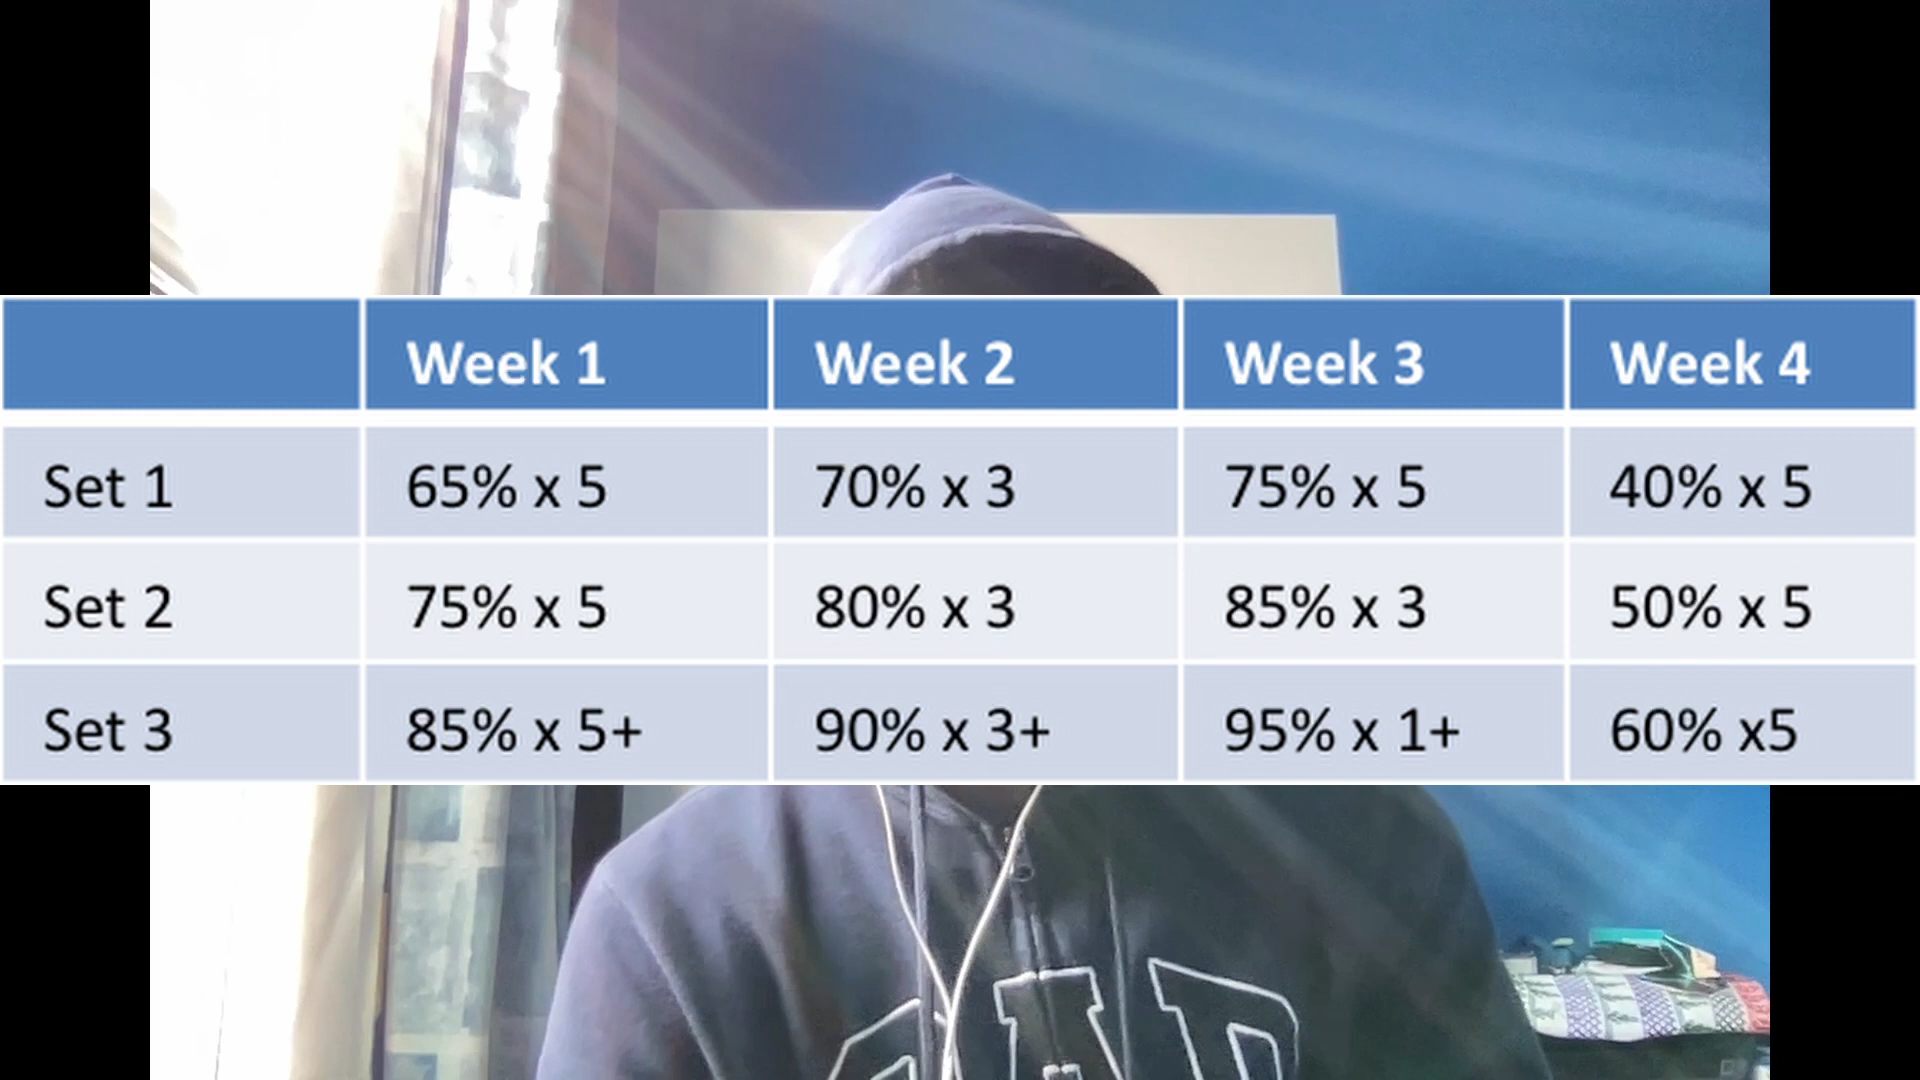 Week 1 Week 2 Week 3 Week 4
Set 1 65% x 5 70% x 3 75% x 5 40% x 5
Set 2 75% x 5 80% x 3 85% x 3 50% x 5
Set 3 85% x 5+ 90% x 3+ 95% x 1+ 60% x5
GAP